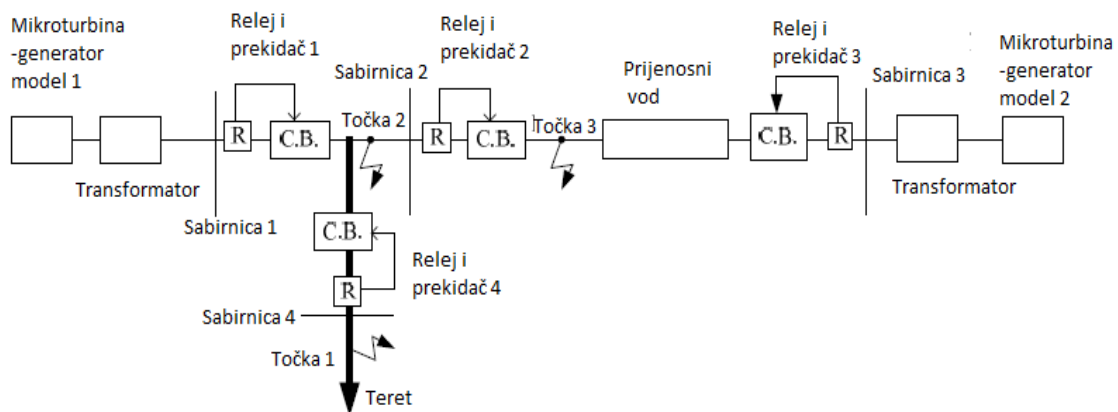 Mikroturbina
-generator
model 1
Relej i
prekidač 1
Relej i
prekidač 2
Sabirnica 2
Prijenosni
vod
Relej i
prekidač 3
Sabirnica 3
Mikroturbina
-generator
model 2
R
C.B.
Točka 2
R
C.B.
Točka 3
C.B.
R
Transformator
Sabirnica 1
Transformator
C.B.
R
Relej i
prekidač 4
Sabirnica 4
Točka 1
Teret